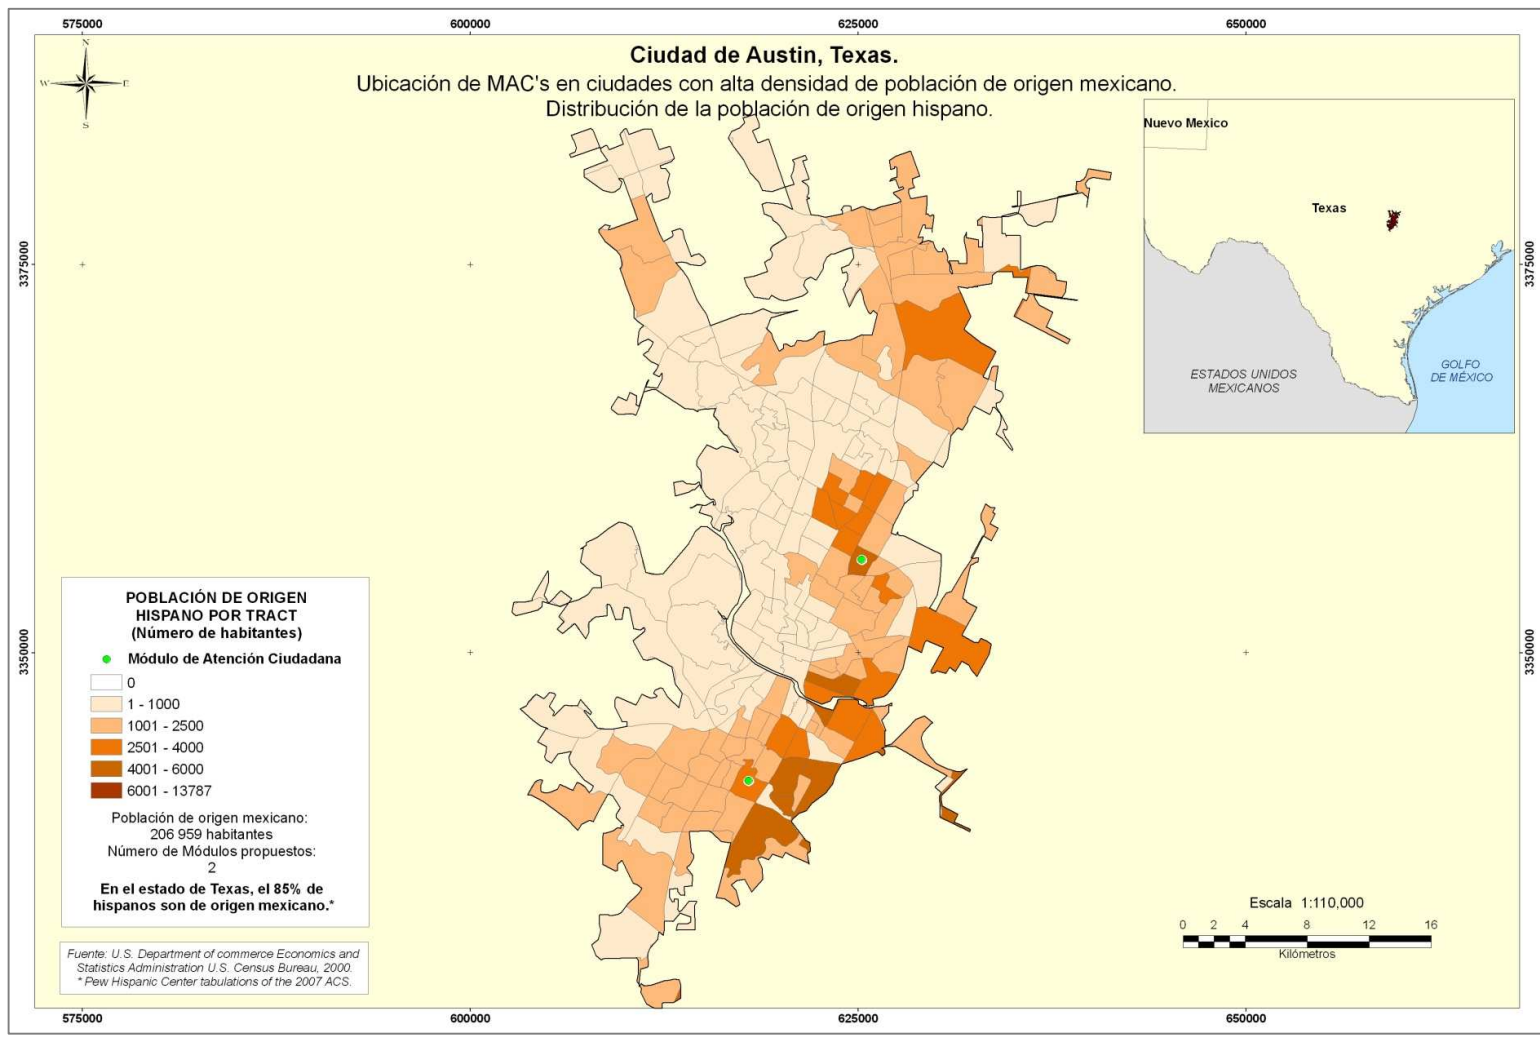 575000
600000
625000
650000
N
W
E
S
Ciudad de Austin, Texas.
Ubicación de MAC's en ciudades con alta densidad de población de origen mexicano.
Distribución de la población de origen hispano.
Nuevo Mexico
Texas
ESTADOS UNIDOS
MEXICANOS
GOLFO
DE MÉXICO
3375000
3375000
3350000
3350000
POBLACIÓN DE ORIGEN
HISPANO POR TRACT
(Número de habitantes)
Módulo de Atención Ciudadana
0
1 - 1000
1001 - 2500
2501 - 4000
4001 - 6000
6001 - 13787
Población de origen mexicano:
206 959 habitantes
Número de Módulos propuestos:
2
En el estado de Texas, el 85% de
hispanos son de origen mexicano.*
Fuente: U.S. Department of commerce Economics and
Statistics Administration U.S. Census Bureau, 2000.
* Pew Hispanic Center tabulations of the 2007 ACS.
Escala 1:110,000
0 2 4 8 12 16
Kilómetros
575000
600000
625000
650000